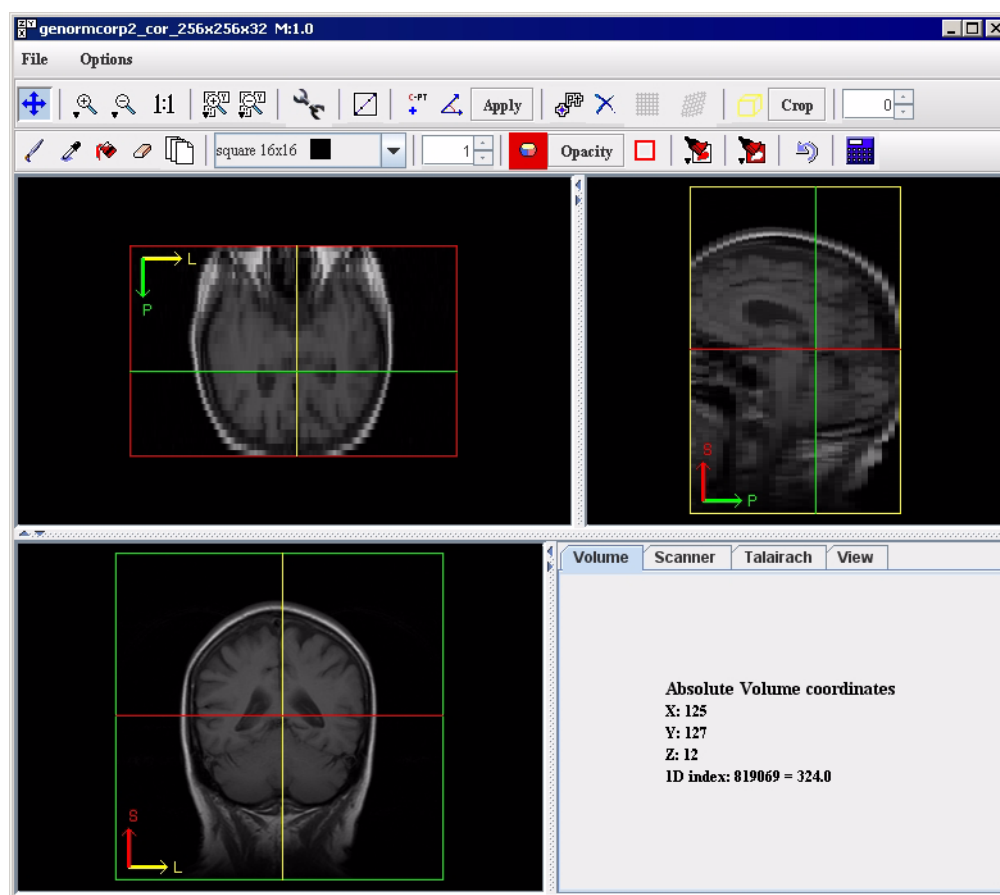 genormcorp2_cor_256x256x32 M:1.0
File Options
1:1 C-PT Apply Crop 0
square 16x16 1 Opacity
L
P
S
P
Volume Scanner Talairach View
Absolute Volume coordinates
X: 125
Y: 127
Z: 12
1D index: 819069 = 324.0
S
L